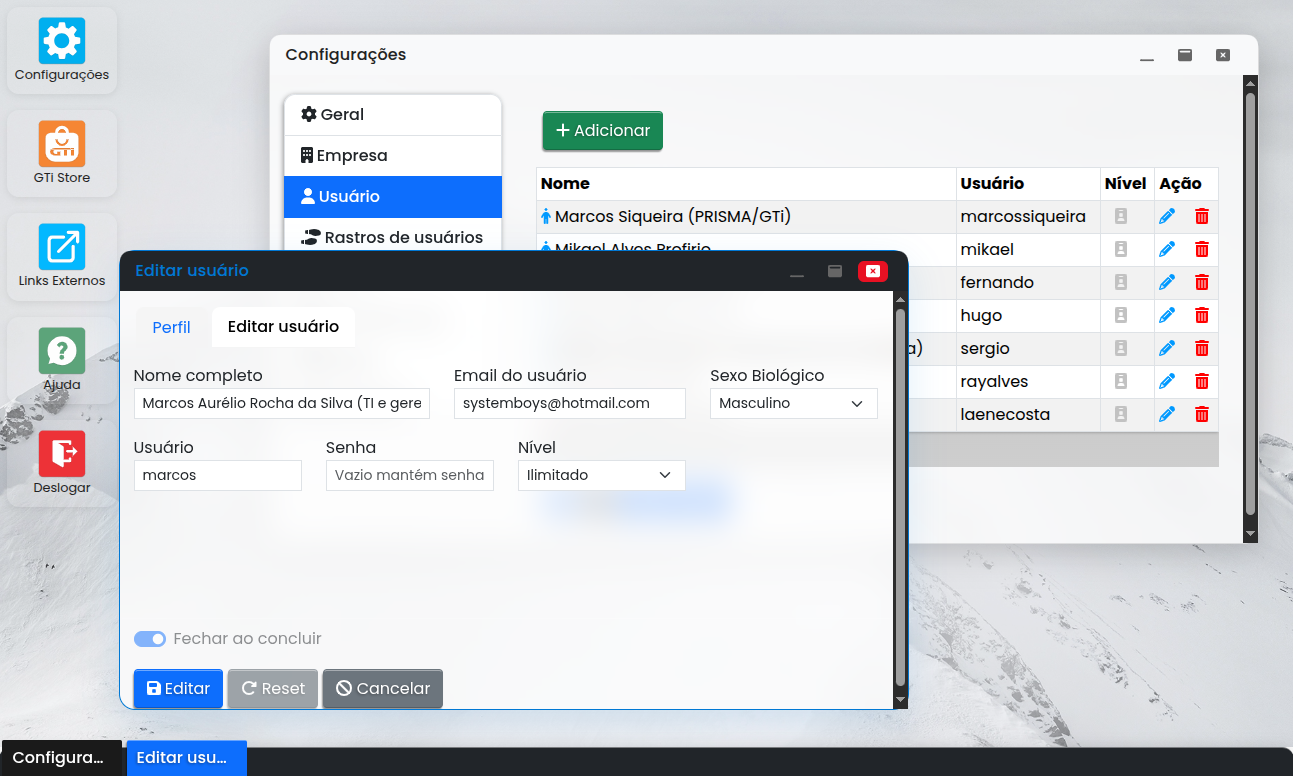 Configurações
GTi
GTi Store
Links Externos
Ajuda
Deslogar
Configurações
Geral
Empresa
Usuário
Rastros de usuários
Adicionar
Nome Usuário Nível Ação
Marcos Siqueira (PRISMA/GTi) marcossiqueira
Mikael Alves Profirio mikael
fernando
hugo
a) sergio
rayalves
laenecosta
Editar usuário
Perfil Editar usuário
Nome completo Email do usuário Sexo Biológico
Marcos Aurélio Rocha da Silva (TI e gere systemboys@hotmail.com Masculino
Usuário Senha Nível
marcos Vazio mantém senha Ilimitado
Fechar ao concluir
Editar Reset Cancelar
Configura... Editar usu...